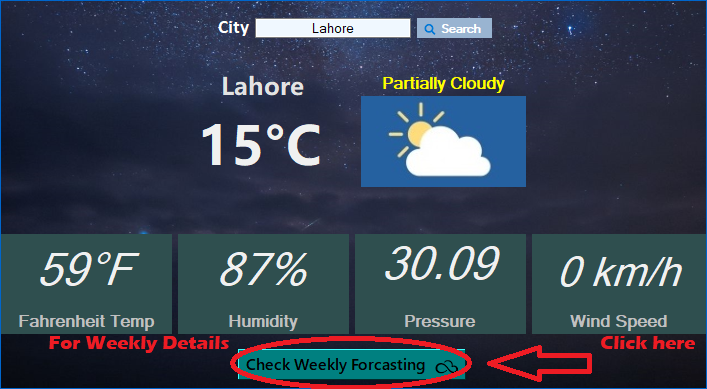 City Lahore Search
Lahore
Partially Cloudy
15°C
59°F
Fahrenheit Temp
87%
Humidity
30.09
Pressure
0 km/h
Wind Speed
For Weekly Details
Click here
Check Weekly Forcasting